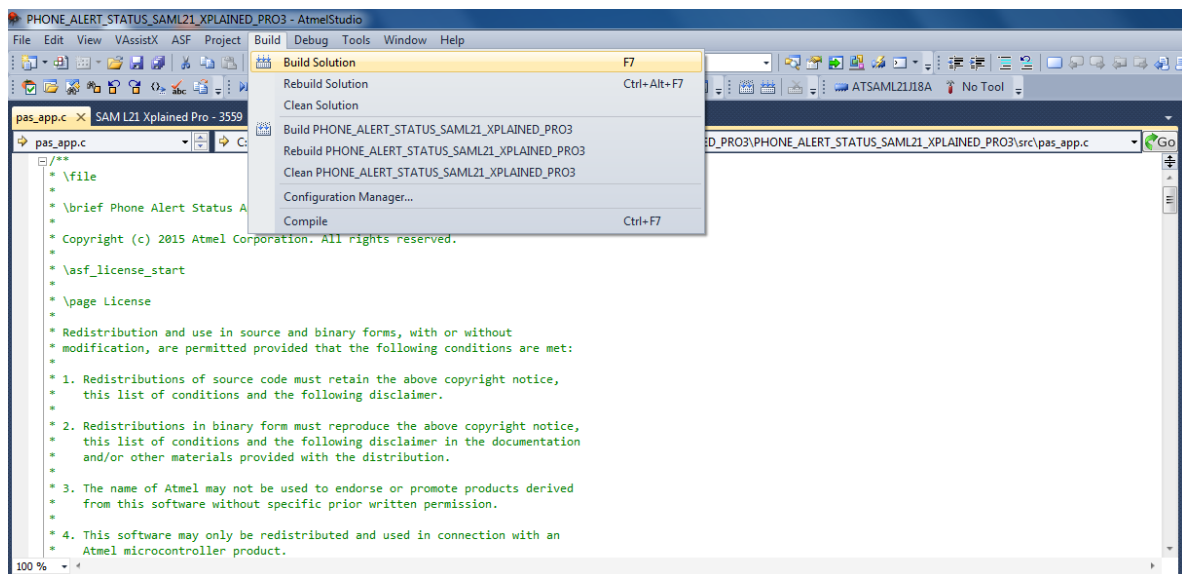 PHONE_ALERT_STATUS_SAML21_XPLAINED_PRO3 - AtmelStudio
File Edit View VAssistX ASF Project Build Debug Tools Window Help
Build Solution F7
Rebuild Solution Ctrl+Alt+F7
Clean Solution
Build PHONE_ALERT_STATUS_SAML21_XPLAINED_PRO3
Rebuild PHONE_ALERT_STATUS_SAML21_XPLAINED_PRO3
Clean PHONE_ALERT_STATUS_SAML21_XPLAINED_PRO3
Configuration Manager...
Compile Ctrl+F7
ATSAML21J18A No Tool
pas_app.c SAM L21 Xplained Pro - 3559
pas_app.c C: ED_PRO3\PHONE_ALERT_STATUS_SAML21_XPLAINED_PRO3\src\pas_app.c Go
/**
* \file
*
* \brief Phone Alert Status A
*
* Copyright (c) 2015 Atmel Corporation. All rights reserved.
*
* \asf_license_start
*
* \page License
*
* Redistribution and use in source and binary forms, with or without
* modification, are permitted provided that the following conditions are met:
*
* 1. Redistributions of source code must retain the above copyright notice,
* this list of conditions and the following disclaimer.
*
* 2. Redistributions in binary form must reproduce the above copyright notice,
* this list of conditions and the following disclaimer in the documentation
* and/or other materials provided with the distribution.
*
* 3. The name of Atmel may not be used to endorse or promote products derived
* from this software without specific prior written permission.
*
* 4. This software may only be redistributed and used in connection with an
* Atmel microcontroller product.
100 %